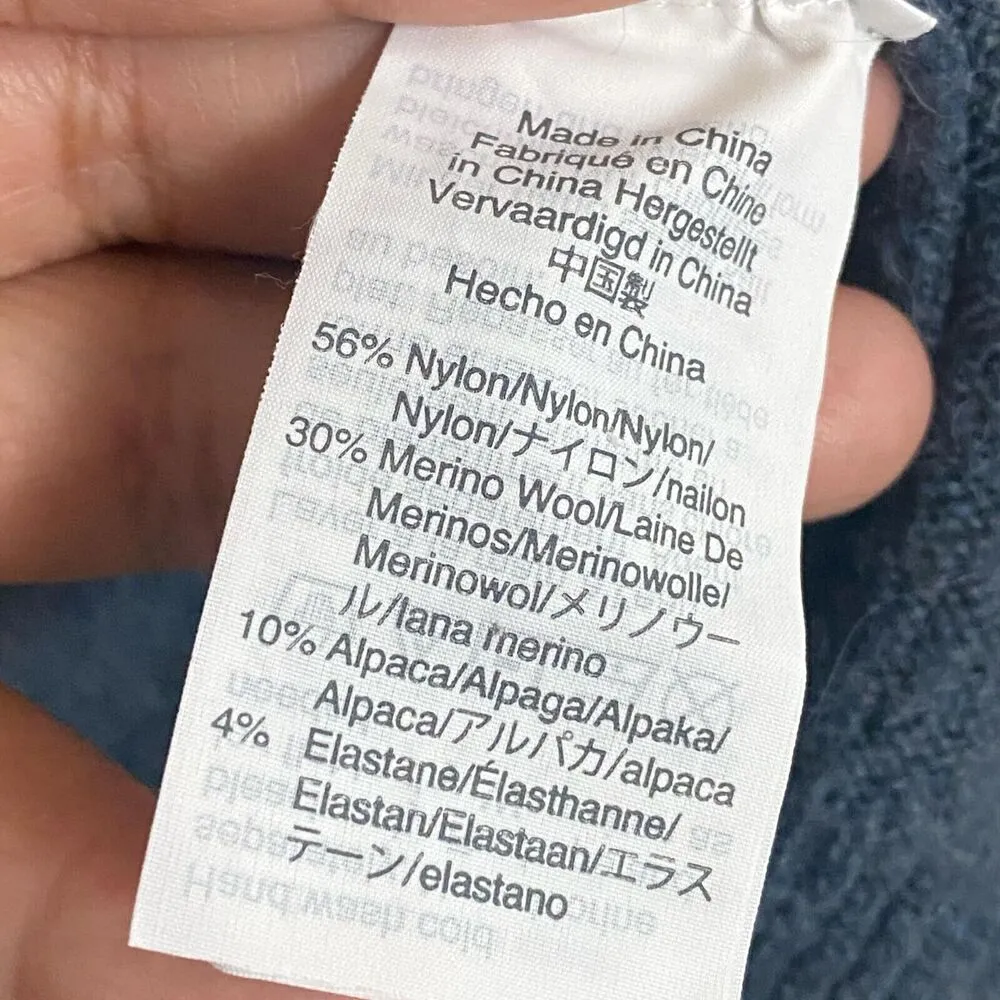 Made in China
Fabriqué en Chine
in China Hergestellt
Vervaardigd in China
中国製
Hecho en China
56% Nylon/Nylon/Nylon/
Nylon/ナイロン/nailon
30% Merino Wool/Laine De
Merinos/Merinowolle/
Merinowol/メリノウー
ル/lana merino
10% Alpaca/Alpaga/Alpaka/
Alpaca/アルパカ/alpaca
4% Elastane/Élasthanne/
Elastan/Elastaan/エラス
テーン/elastano
Hand wash cold